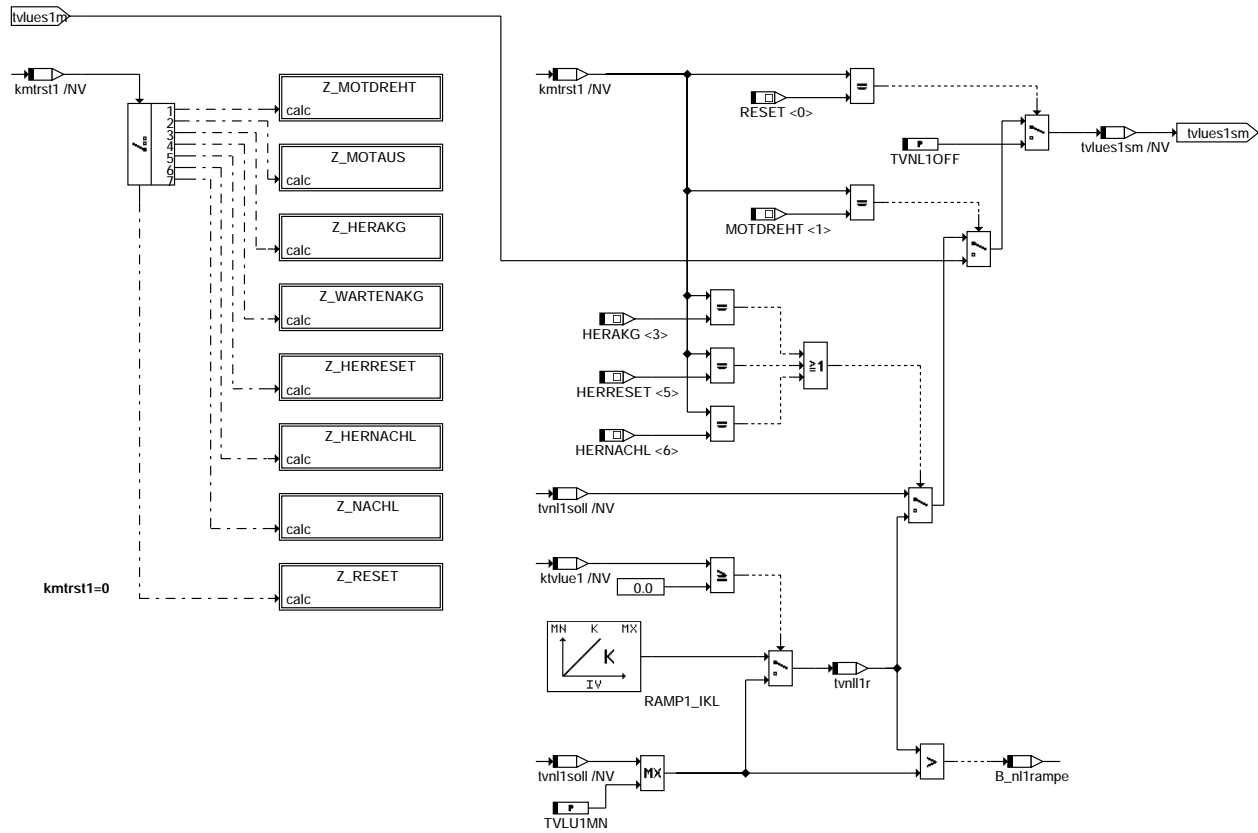 tvlues1m
kmtrst1 /NV
1
2
3
4
5
6
7
Z_MOTDREHT
calc
Z_MOTAUS
calc
Z_HERAKG
calc
Z_WARTENAKG
calc
Z_HERRESET
calc
Z_HERNACHL
calc
Z_NACHL
calc
Z_RESET
calc
kmtrst1=0
kmtrst1 /NV
=
RESET <0>
P
TVNL1OFF
tvlues1sm /NV
tvlues1sm
=
MOTDREHT <1>
=
HERAKG <3>
=
HERRESET <5>
≥1
=
HERNACHL <6>
tvnl1soll /NV
ktvlue1 /NV
≥
0.0
MN K MX
K
IV
RAMP1_IKL
tvnll1r
tvnl1soll /NV
MX
P
TVLU1MN
>
B_nl1rampe